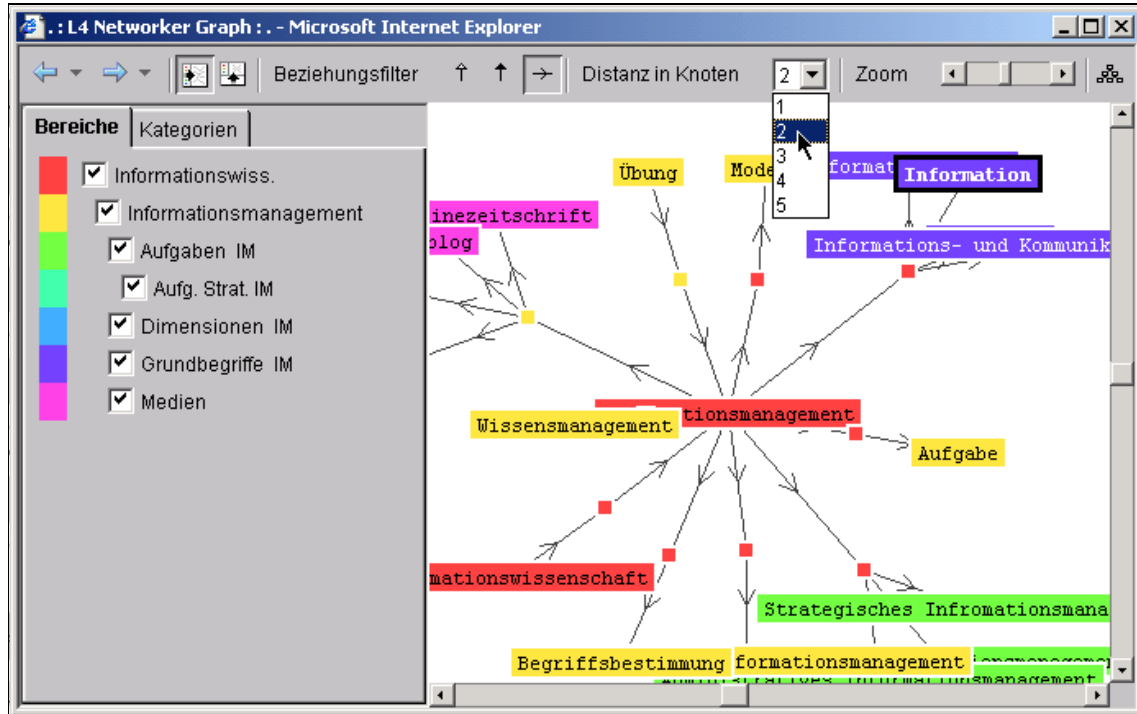 .: L4 Networker Graph :. - Microsoft Internet Explorer
Beziehungsfilter Distanz in Knoten 2 Zoom
1
2
3
4
5
Bereiche Kategorien
Informationswiss.
Informationsmanagement
Aufgaben IM
Aufg. Strat. IM
Dimensionen IM
Grundbegriffe IM
Medien
Übung
Mode
format
Information
inezeitschrift
blog
Informations- und Kommunik
tionsmanagement
Wissensmanagement
Aufgabe
mationswissenschaft
Strategisches Infromationsmana
Begriffsbestimmung
formationsmanagement